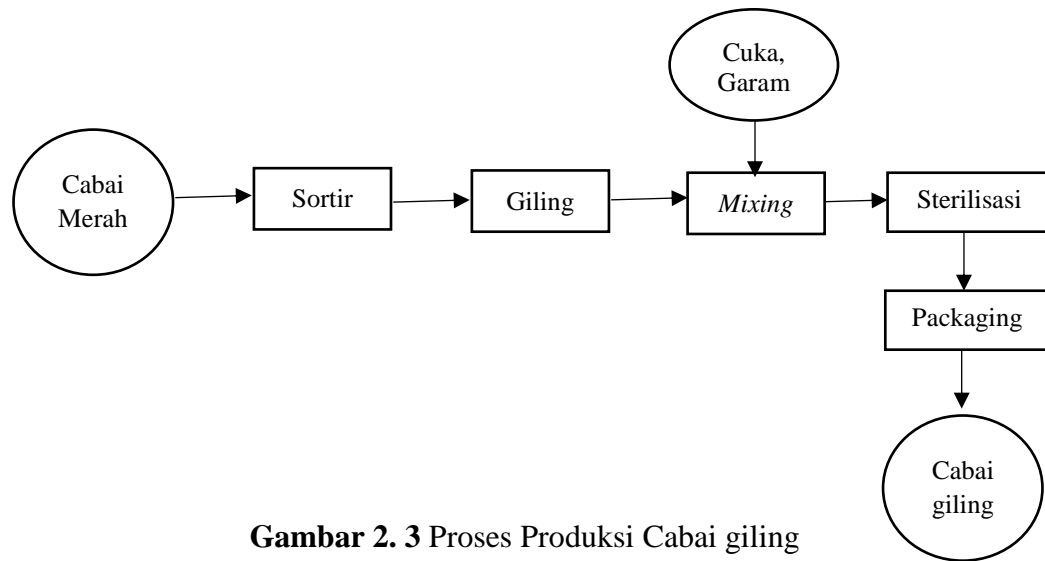 Cuka,
Garam
Cabai
Merah
Sortir
Giling
Mixing
Sterilisasi
Packaging
Cabai
giling
Gambar 2. 3 Proses Produksi Cabai giling